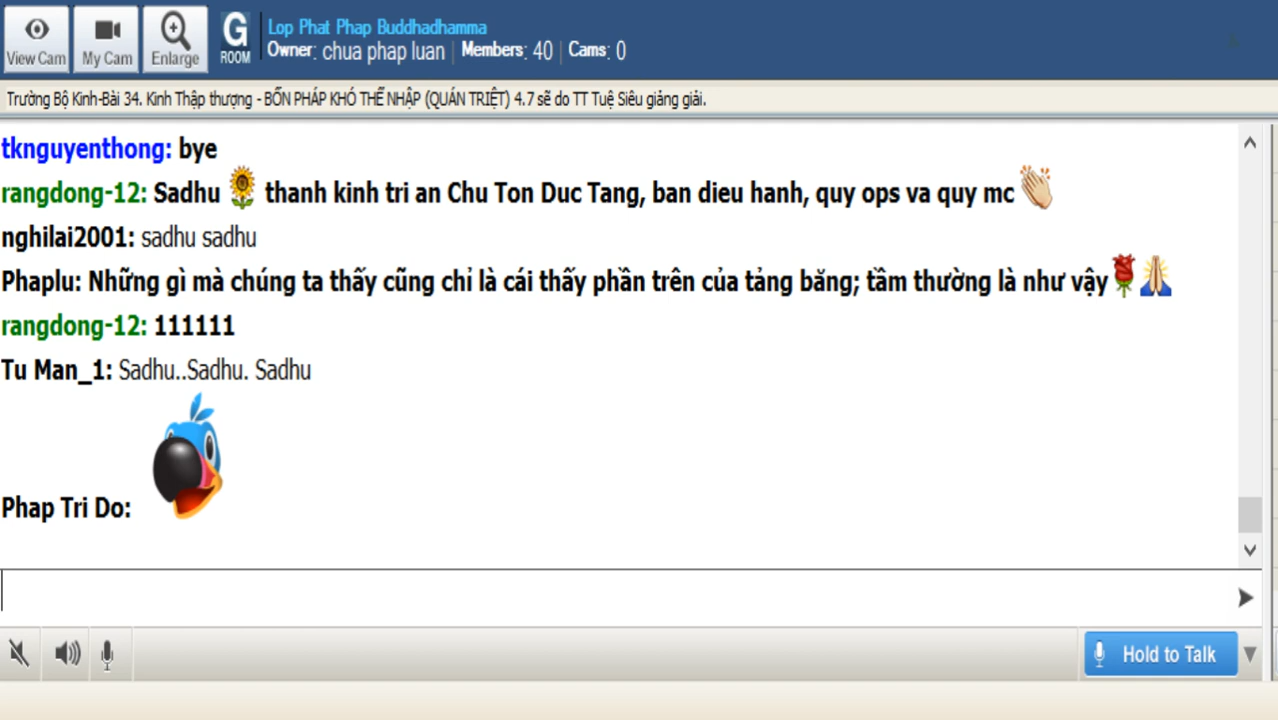 View Cam
My Cam
Enlarge
G
ROOM
Lop Phat Phap Buddhadhamma
Owner: chua phap luan | Members: 40 | Cams: 0
Trường Bộ Kinh-Bài 34. Kinh Thập thượng - BỐN PHÁP KHÓ THỂ NHẬP (QUÁN TRIỆT) 4.7 sẽ do TT Tuệ Siêu giảng giải.
tknguyenthong: bye
rangdong-12: Sadhu 🌻 thanh kinh tri an Chu Ton Duc Tang, ban dieu hanh, quy ops va quy mc 👏
nghilai2001: sadhu sadhu
Phaplu: Những gì mà chúng ta thấy cũng chỉ là cái thấy phần trên của tảng băng; tầm thường là như vậy🌹🙏
rangdong-12: 111111
Tu Man_1: Sadhu..Sadhu. Sadhu
Phap Tri Do:
Hold to Talk